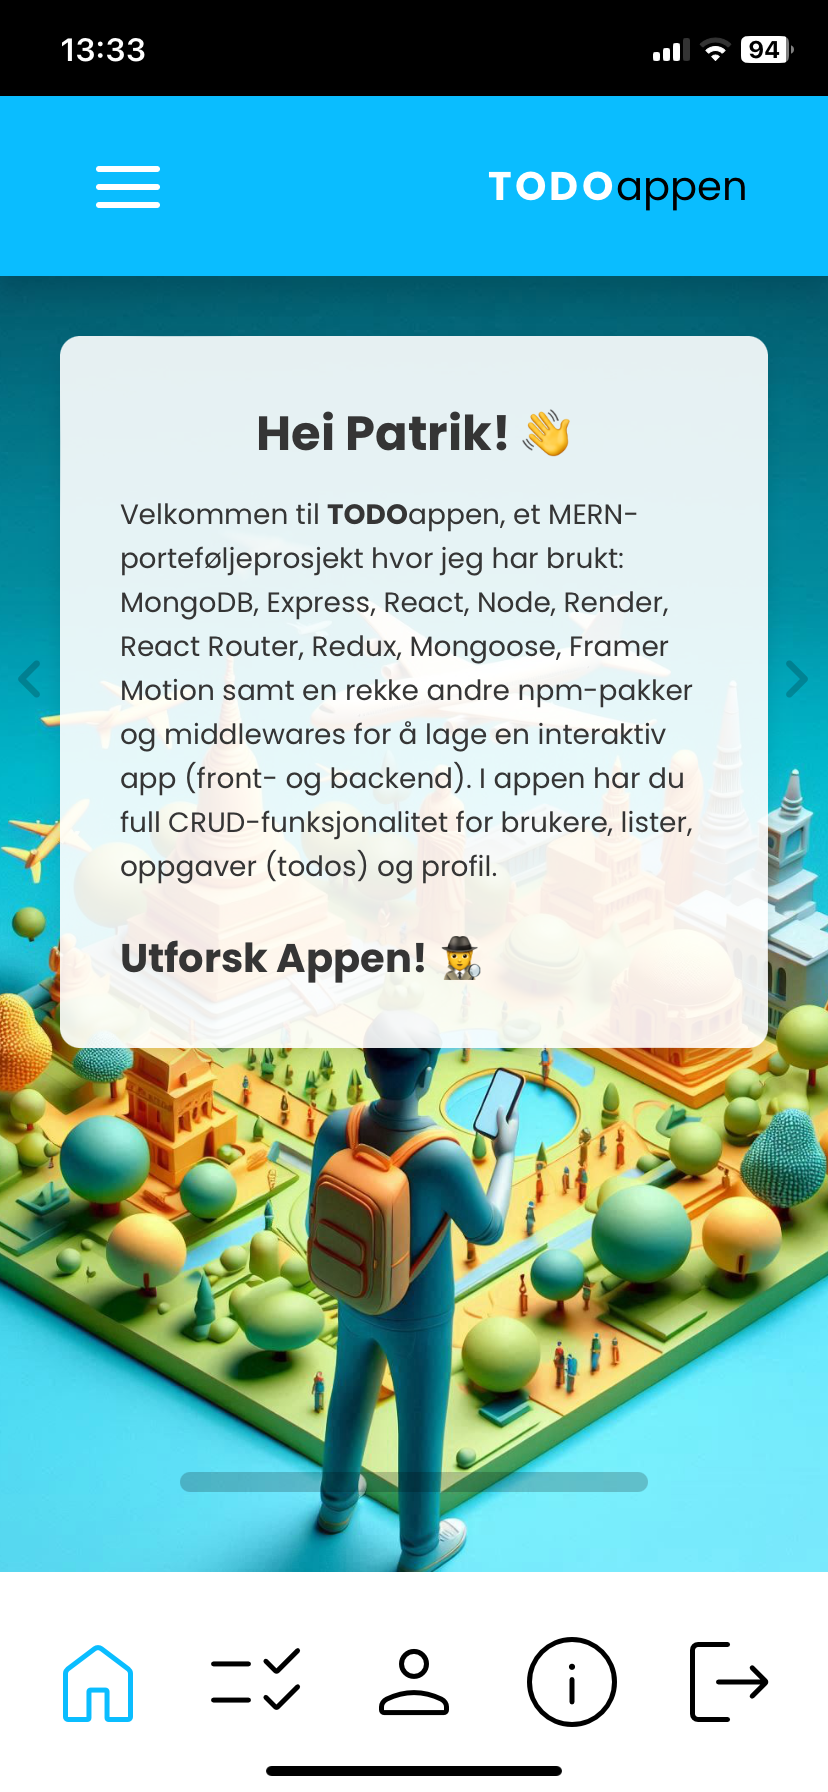 13:33
94
TODOappen
Hei Patrik! 👋
Velkommen til TODOappen, et MERN-
porteføljeprosjekt hvor jeg har brukt:
MongoDB, Express, React, Node, Render,
React Router, Redux, Mongoose, Framer
Motion samt en rekke andre npm-pakker
og middlewares for å lage en interaktiv
app (front- og backend). I appen har du
full CRUD-funksjonalitet for brukere, lister,
oppgaver (todos) og profil.
Utforsk Appen! 🕵️